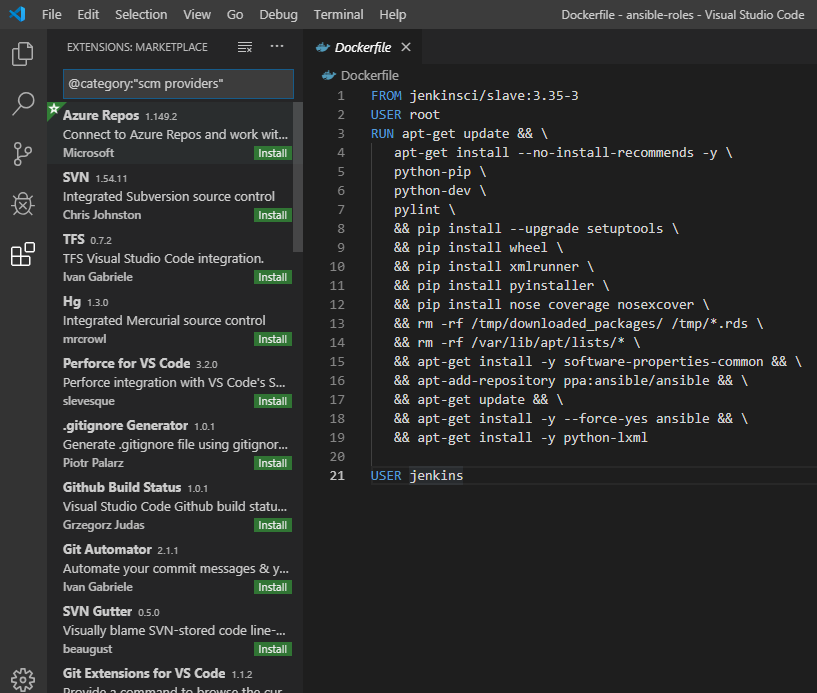 File Edit Selection View Go Debug Terminal Help Dockerfile - ansible-roles - Visual Studio Code
EXTENSIONS: MARKETPLACE
@category:"scm providers"
Azure Repos 1.149.2
Connect to Azure Repos and work wit...
Microsoft Install
SVN 1.54.11
Integrated Subversion source control
Chris Johnston Install
TFS 0.7.2
TFS Visual Studio Code integration.
Ivan Gabriele Install
Hg 1.3.0
Integrated Mercurial source control
mrcrowl Install
Perforce for VS Code 3.2.0
Perforce integration with VS Code's S...
slevesque Install
.gitignore Generator 1.0.1
Generate .gitignore file using gitignor...
Piotr Palarz Install
Github Build Status 1.0.1
Visual Studio Code Github build statu...
Grzegorz Judas Install
Git Automator 2.1.1
Automate your commit messages & y...
Ivan Gabriele Install
SVN Gutter 0.5.0
Visually blame SVN-stored code line-...
beaugust Install
Git Extensions for VS Code 1.1.2
Provide a command to browse the cur...
Dockerfile
Dockerfile
1 FROM jenkinsci/slave:3.35-3
2 USER root
3 RUN apt-get update && \
4 apt-get install --no-install-recommends -y \
5 python-pip \
6 python-dev \
7 pylint \
8 && pip install --upgrade setuptools \
9 && pip install wheel \
10 && pip install xmlrunner \
11 && pip install pyinstaller \
12 && pip install nose coverage nosexcover \
13 && rm -rf /tmp/downloaded_packages/ /tmp/*.rds \
14 && rm -rf /var/lib/apt/lists/* \
15 && apt-get install -y software-properties-common && \
16 && apt-add-repository ppa:ansible/ansible && \
17 && apt-get update && \
18 && apt-get install -y --force-yes ansible && \
19 && apt-get install -y python-lxml
20
21 USER jenkins